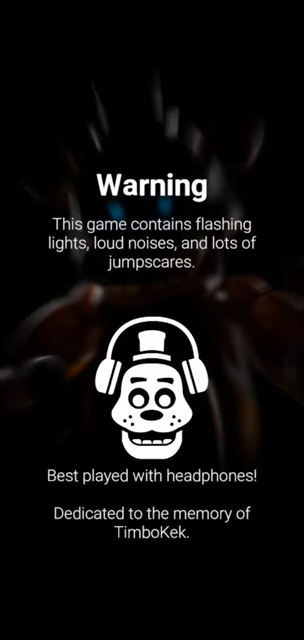 Warning
This game contains flashing
lights, loud noises, and lots of
jumpscares.
Best played with headphones!
Dedicated to the memory of
TimboKek.